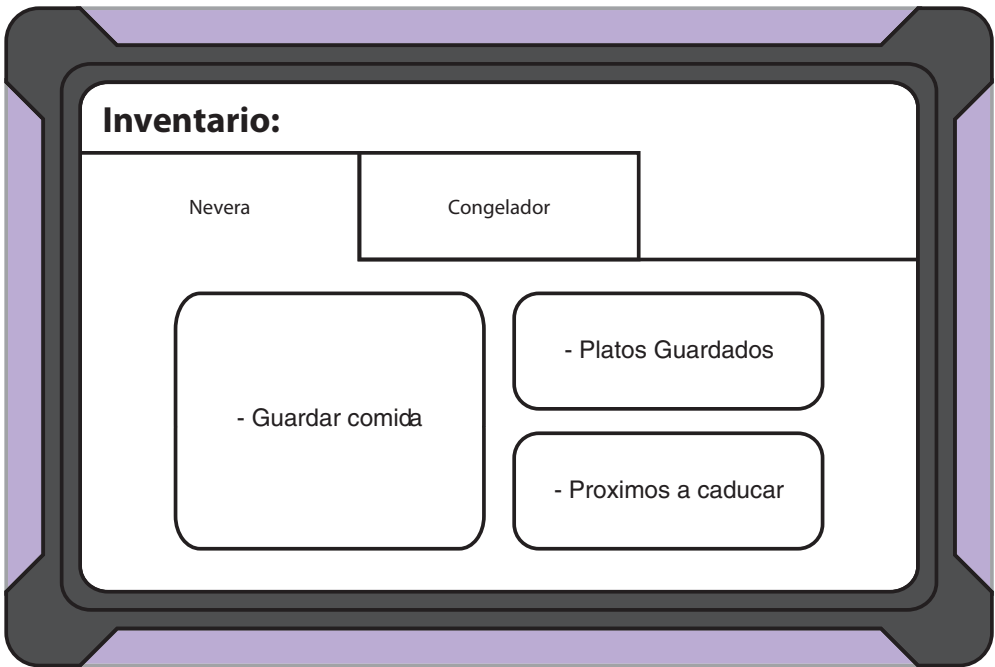 Inventario:
Nevera
Congelador
- Guardar comida
- Platos Guardados
- Proximos a caducar